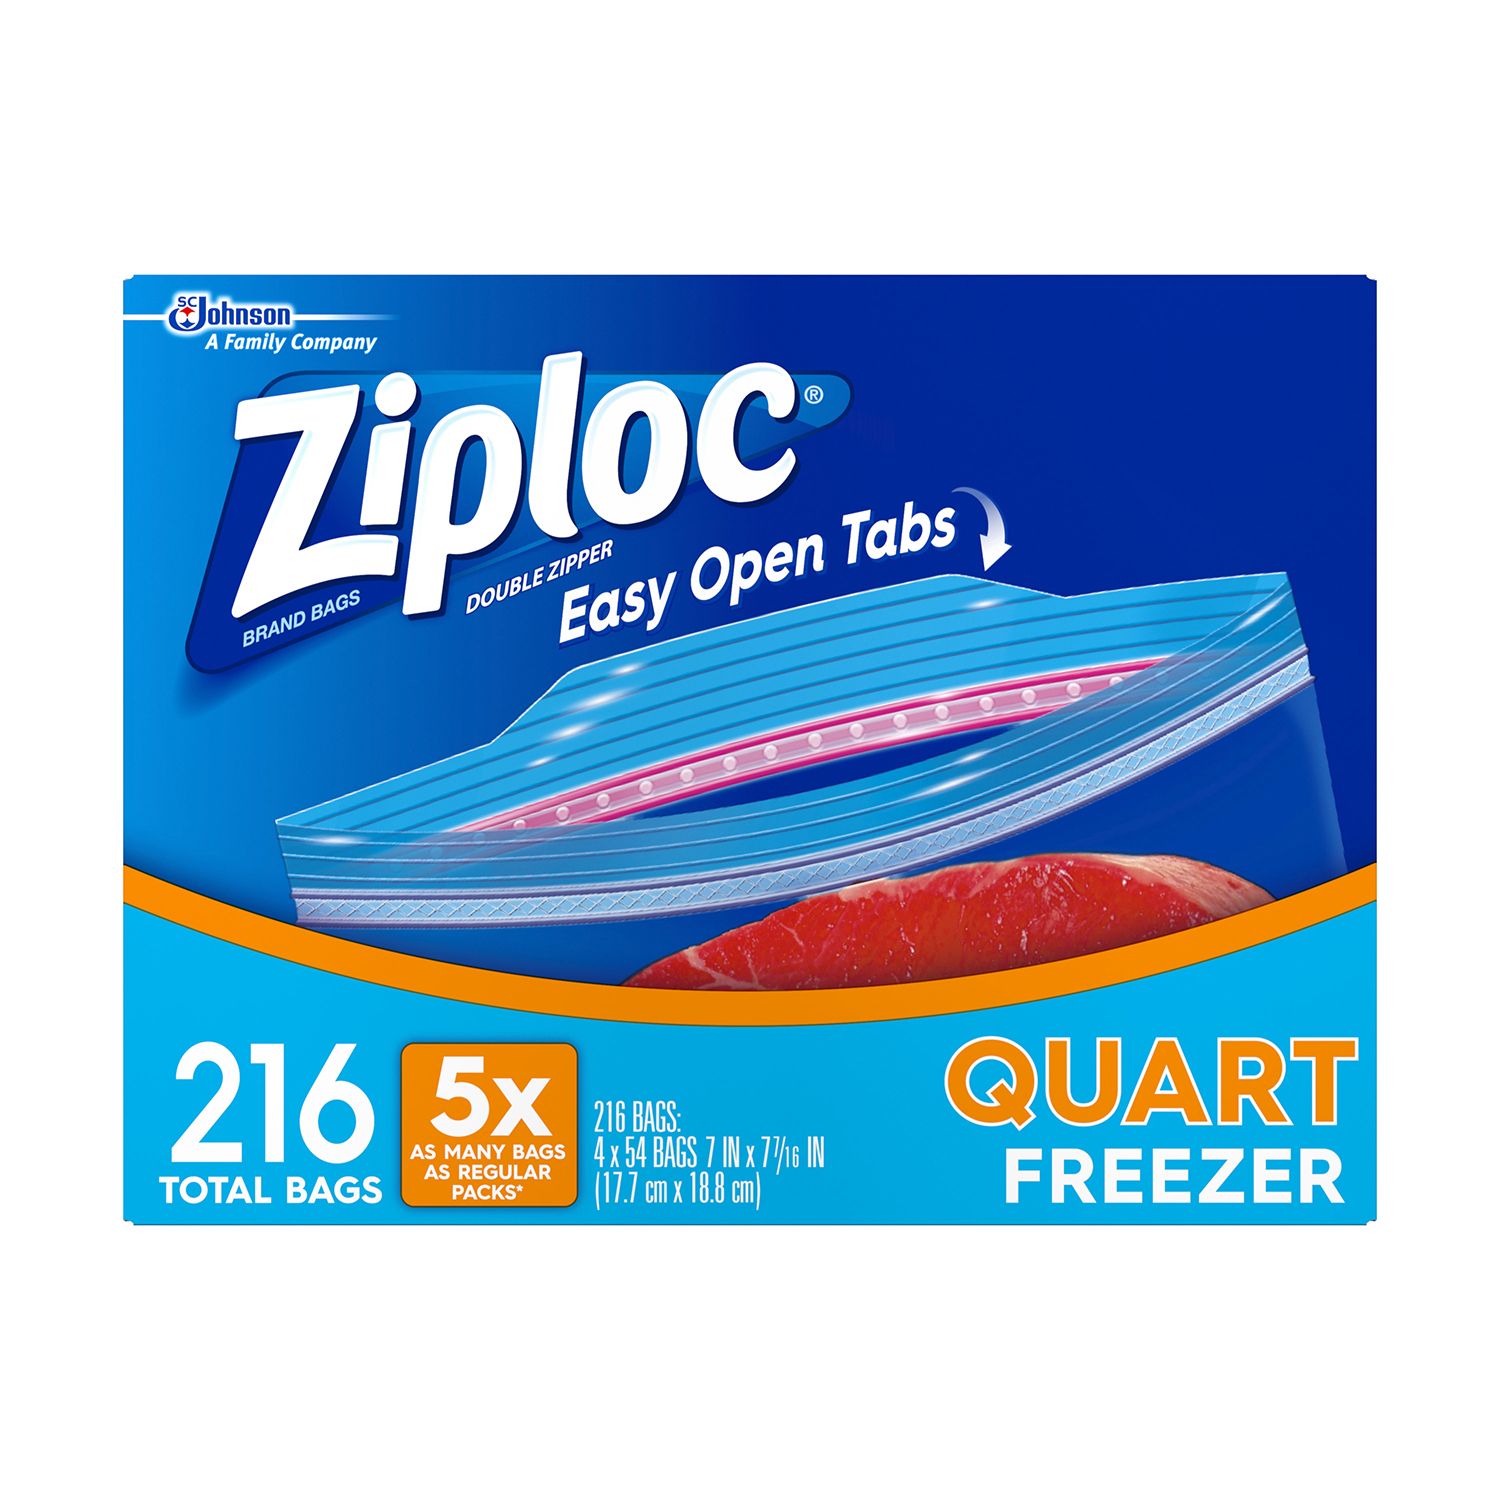 SC Johnson
A Family Company
Ziploc®
BRAND BAGS
DOUBLE ZIPPER
Easy Open Tabs
216
TOTAL BAGS
5x
AS MANY BAGS
AS REGULAR
PACKS*
216 BAGS:
4 x 54 BAGS 7 IN x 7 7/16 IN
(17.7 cm x 18.8 cm)
QUART
FREEZER